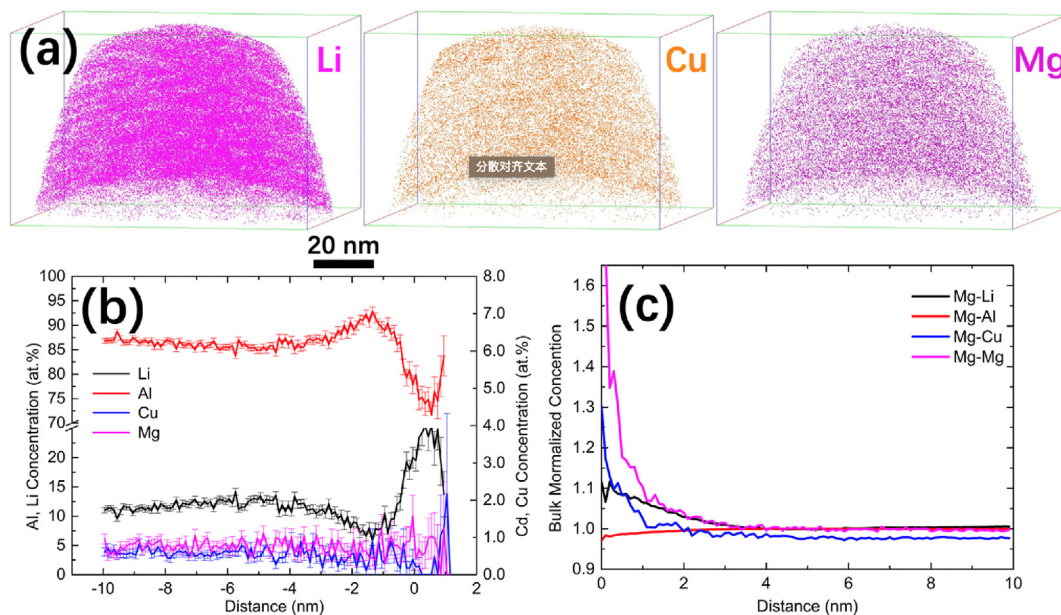 (a)
Li
Cu
Mg
分散对齐文本
20 nm
(b)
100
95
90
85
80
75
70
20
15
10
5
0
Al, Li Concentration (at.%)
8.0
7.0
6.0
5.0
4.0
3.0
2.0
1.0
0.0
Cd, Cu Concentration (at.%)
Li
Al
Cu
Mg
-10
-8
-6
-4
-2
0
2
Distance (nm)
(c)
1.6
1.5
1.4
1.3
1.2
1.1
1.0
0.9
Bulk Mormalized Concention
Mg-Li
Mg-Al
Mg-Cu
Mg-Mg
0
2
4
6
8
10
Distance (nm)